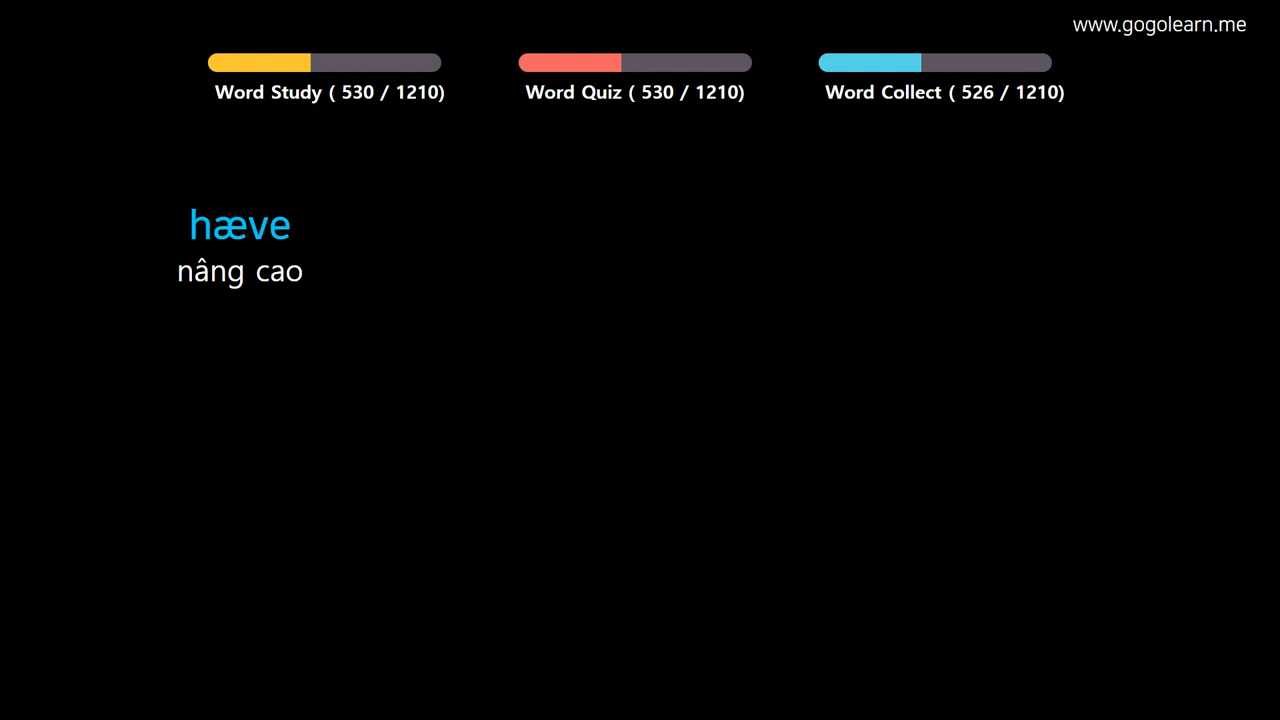 www.gogolearn.me
Word Study ( 530 / 1210)
Word Quiz ( 530 / 1210)
Word Collect ( 526 / 1210)
hæve
nâng cao